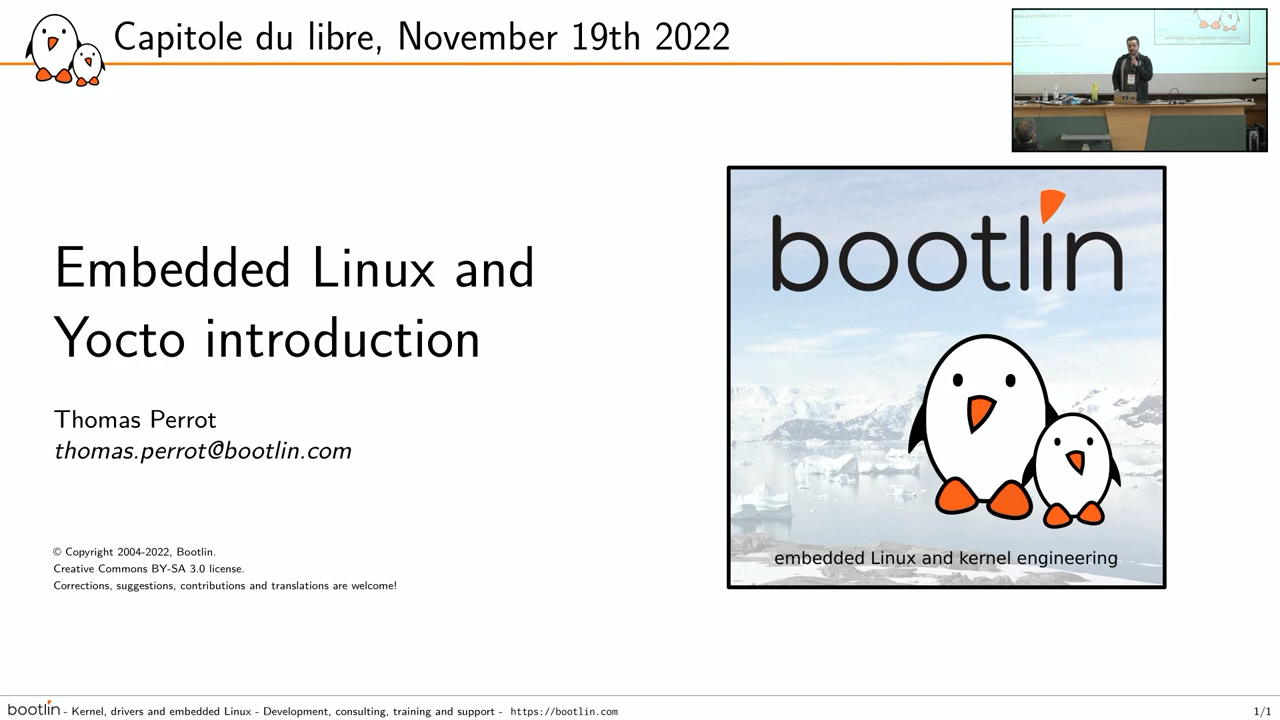 Capitole du libre, November 19th 2022
Embedded Linux and
Yocto introduction
Thomas Perrot
thomas.perrot@bootlin.com
© Copyright 2004-2022, Bootlin.
Creative Commons BY-SA 3.0 license.
Corrections, suggestions, contributions and translations are welcome!
bootlin
embedded Linux and kernel engineering
bootlin - Kernel, drivers and embedded Linux - Development, consulting, training and support - https://bootlin.com
1/1